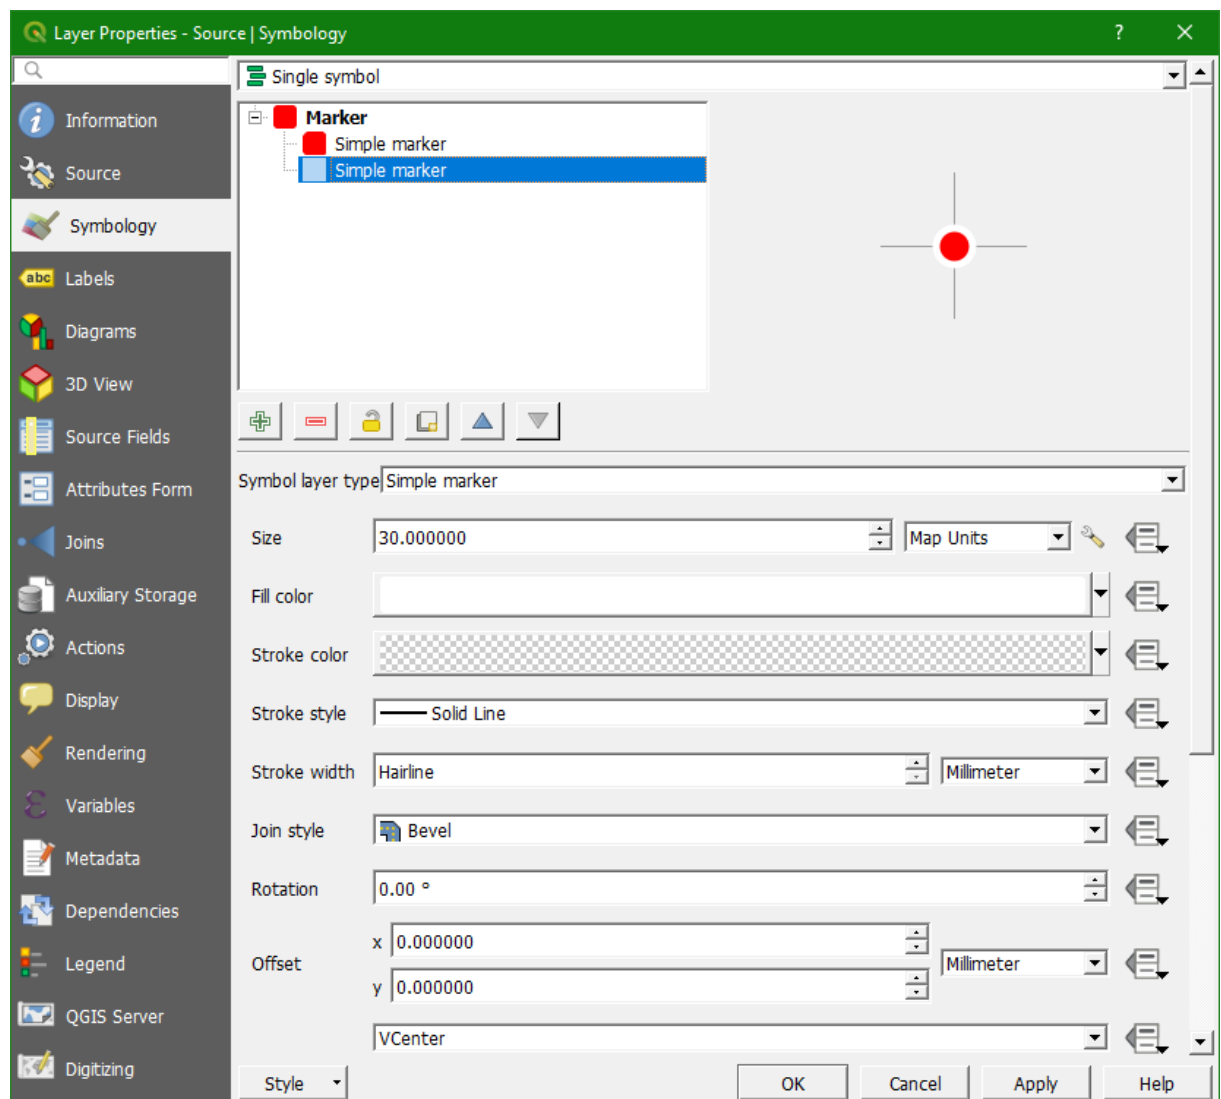 Layer Properties - Source | Symbology ?
Single symbol
Information
Source
Symbology
abc Labels
Diagrams
3D View
Source Fields
Attributes Form
Joins
Auxiliary Storage
Actions
Display
Rendering
Variables
Metadata
Dependencies
Legend
QGIS Server
Digitizing
Marker
Simple marker
Simple marker
Symbol layer type Simple marker
Size 30.000000 Map Units
Fill color
Stroke color
Stroke style Solid Line
Stroke width Hairline Millimeter
Join style Bevel
Rotation 0.00 °
Offset x 0.000000 Millimeter
y 0.000000
VCenter
Style OK Cancel Apply Help